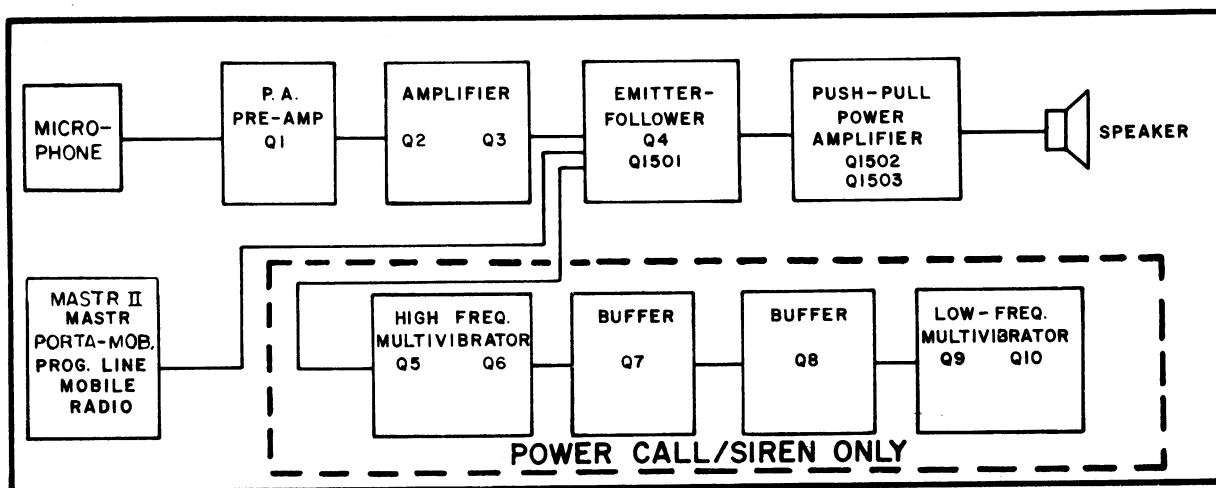 MICRO-
PHONE
P.A.
PRE-AMP
Q1
AMPLIFIER
Q2 Q3
EMITTER-
FOLLOWER
Q4
Q1501
PUSH-PULL
POWER
AMPLIFIER
Q1502
Q1503
SPEAKER
MASTR II
MASTR
PORTA-MOB.
PROG. LINE
MOBILE
RADIO
HIGH FREQ.
MULTIVIBRATOR
Q5 Q6
BUFFER
Q7
BUFFER
Q8
LOW-FREQ.
MULTIVIBRATOR
Q9 Q10
POWER CALL/SIREN ONLY